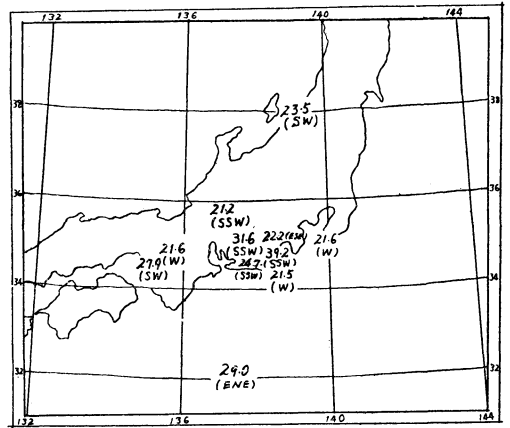 132 136 140 144
38 23.5 38
(SW)
36 36
21.2
(SSW)
31.6 22.2 (ESE) 21.6
(SSW) 39.2 (W)
21.6 (SSW)
(W)
27.9
(SW)
26.7
(SSW) 21.5
(W)
34 34
32 29.0 32
(ENE)
132 136 140 144